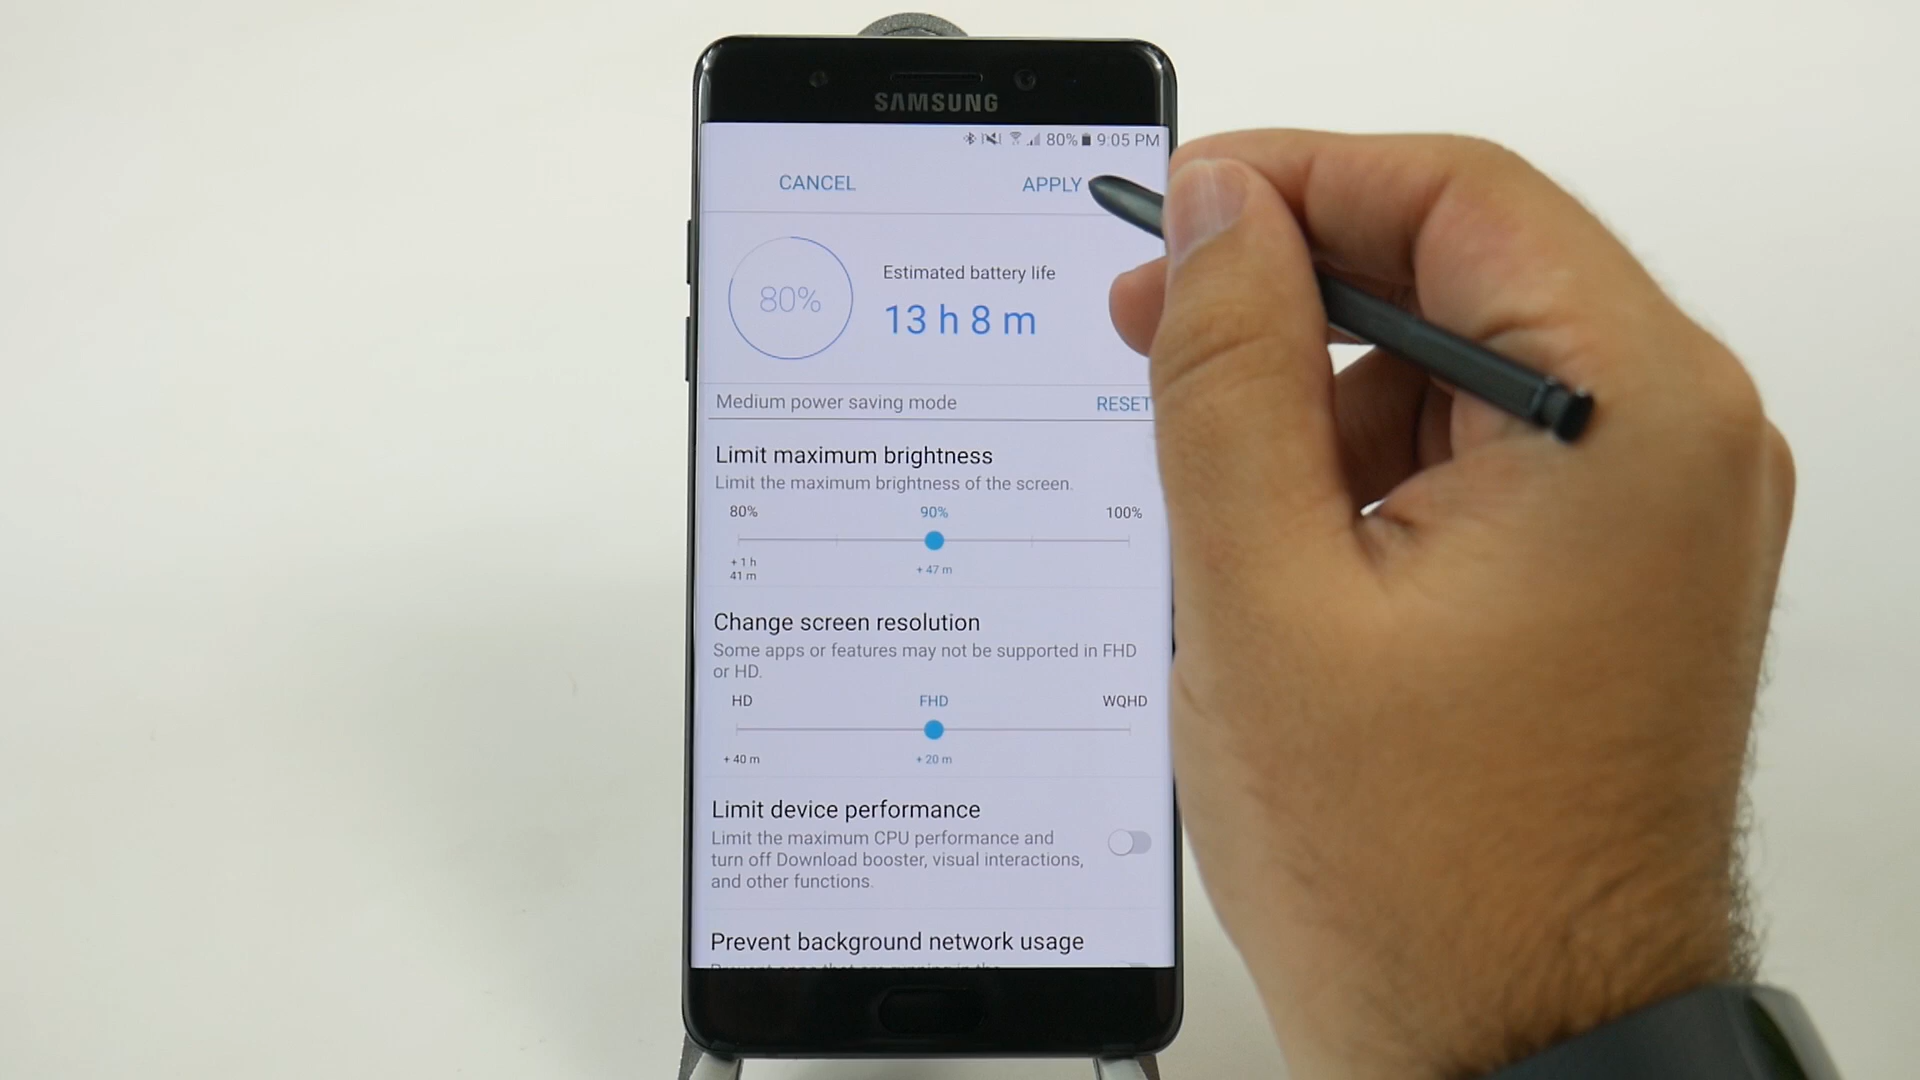 SAMSUNG
80% 9:05 PM
CANCEL APPLY
80%
Estimated battery life
13 h 8 m
Medium power saving mode RESET
Limit maximum brightness
Limit the maximum brightness of the screen.
80% 90% 100%
+ 1 h
41 m
+ 47 m
Change screen resolution
Some apps or features may not be supported in FHD
or HD.
HD FHD WQHD
+ 40 m + 20 m
Limit device performance
Limit the maximum CPU performance and
turn off Download booster, visual interactions,
and other functions.
Prevent background network usage